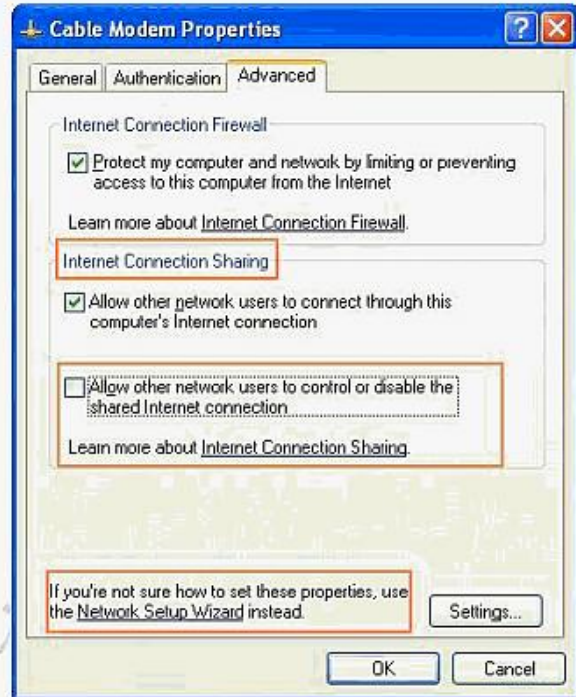 Cable Modem Properties
General Authentication Advanced
Internet Connection Firewall
Protect my computer and network by limiting or preventing
access to this computer from the Internet
Learn more about Internet Connection Firewall.
Internet Connection Sharing
Allow other network users to connect through this
computer's Internet connection
Allow other network users to control or disable the
shared Internet connection
Learn more about Internet Connection Sharing.
If you're not sure how to set these properties, use
the Network Setup Wizard instead.
Settings...
OK Cancel